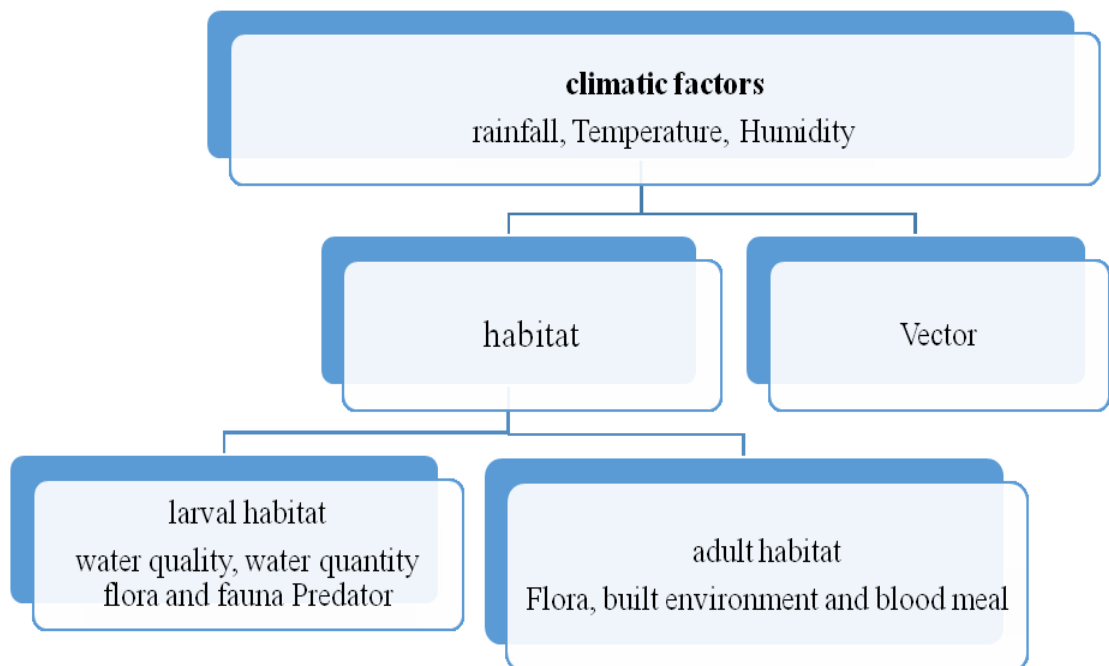 climatic factors
rainfall, Temperature, Humidity
habitat
Vector
larval habitat
water quality, water quantity
flora and fauna Predator
adult habitat
Flora, built environment and blood meal